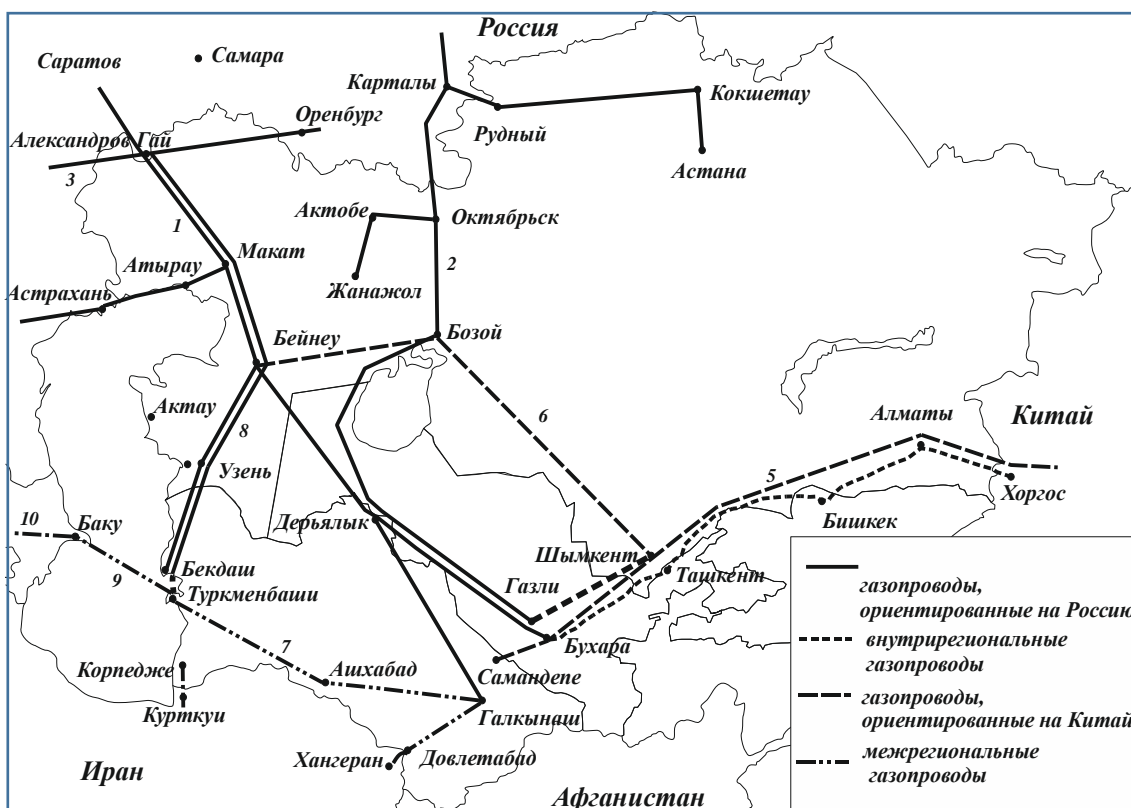 Россия
Саратов
Самара
Карталы
Кокшетау
Оренбург
Рудный
Александров Гай
3
Астана
1
Актобе
Октябрьск
Макат
2
Атырау
Жанажол
Астрахань
Бейнеу
Бозой
Актау
6
Алматы
Китай
8
Узень
5
Хоргос
10
Баку
Дерьялык
Бишкек
Шымкент
9
Бекдаш
Газли
Ташкент
Туркменбаши
Бухара
Корпедже
7
Ашхабад
Самандепе
Курткуи
Галкынаш
Хангеран
Довлетабад
Иран
Афганистан
газопроводы,
ориентированные на Россию
внутрирегиональные
газопроводы
газопроводы,
ориентированные на Китай
межрегиональные
газопроводы